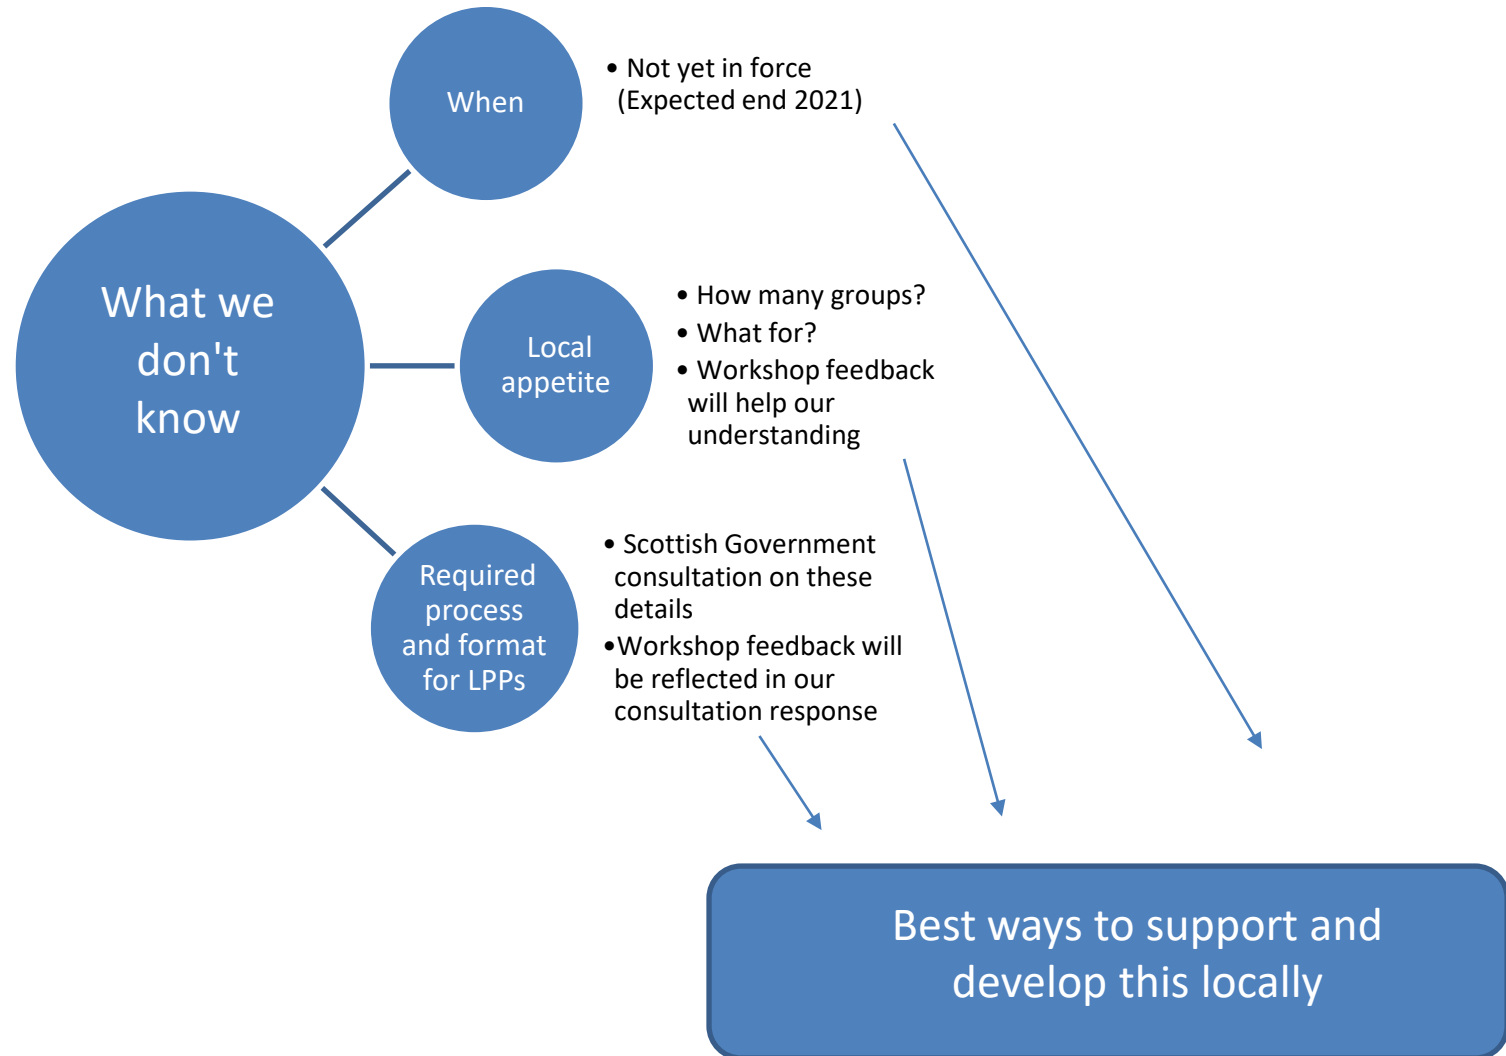 When
• Not yet in force
(Expected end 2021)
What we
don't
know
Local
appetite
• How many groups?
• What for?
• Workshop feedback
will help our
understanding
Required
process
and format
for LPPs
• Scottish Government
consultation on these
details
•Workshop feedback will
be reflected in our
consultation response
Best ways to support and
develop this locally